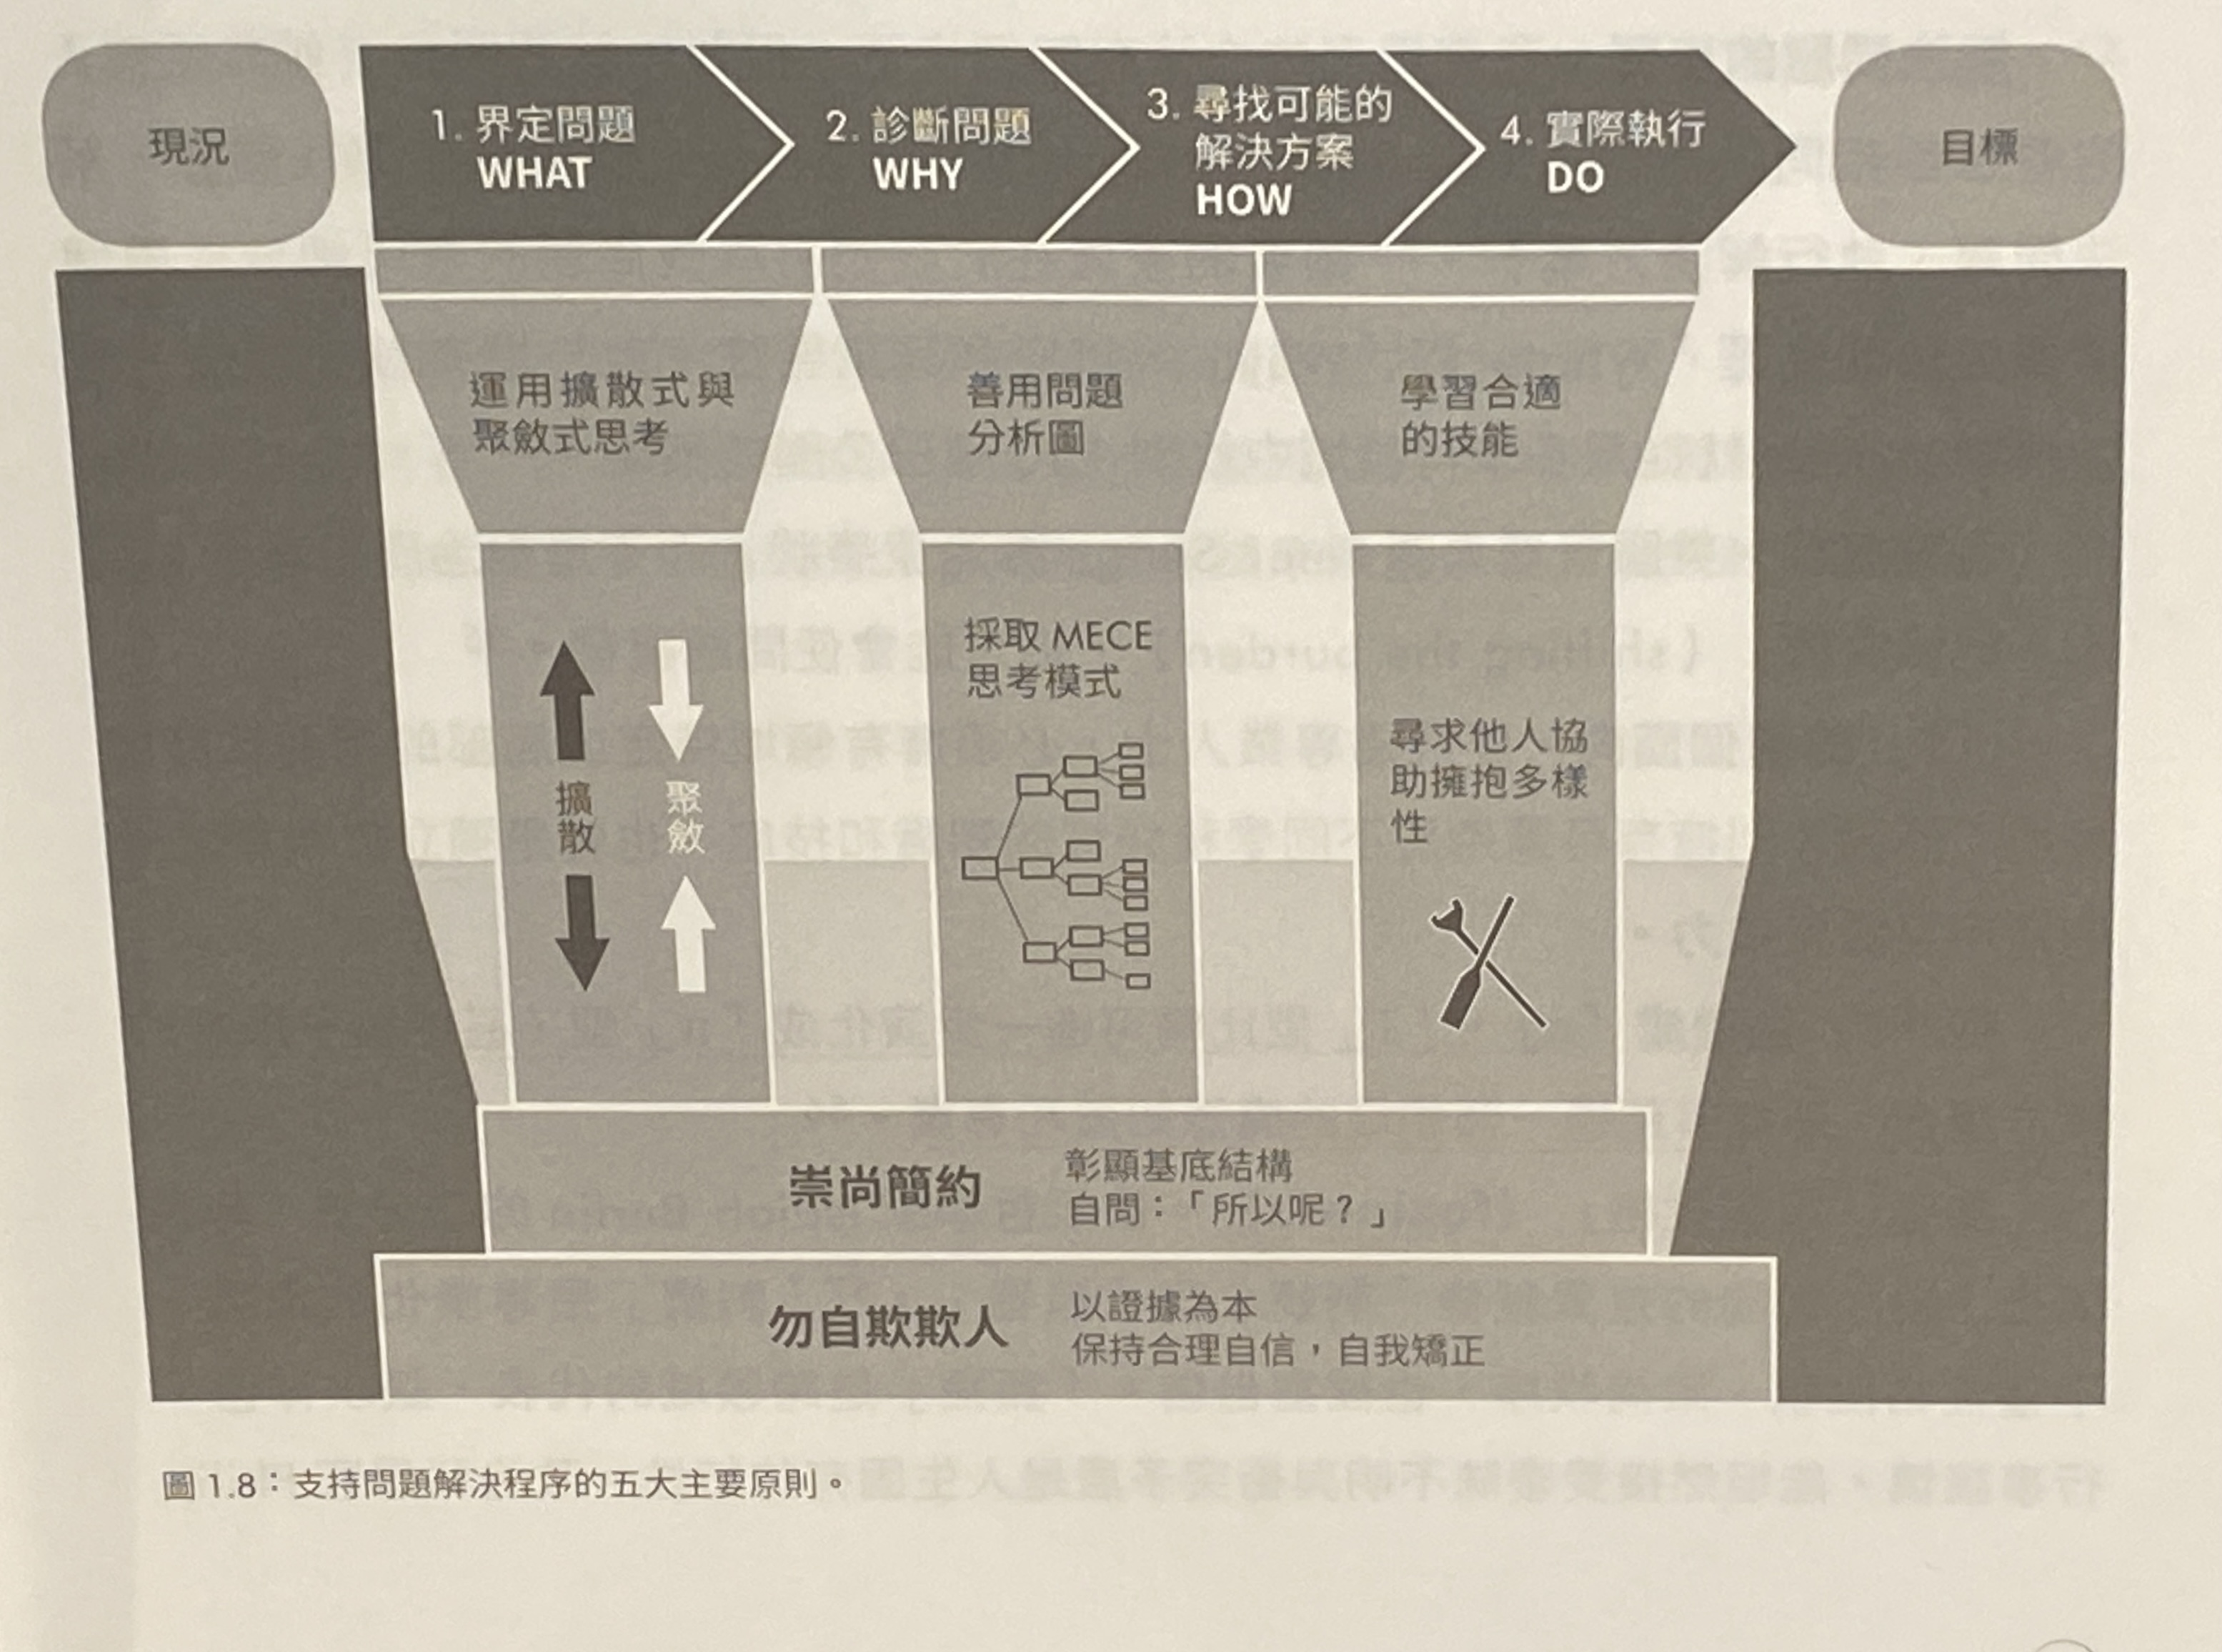 現況
1. 界定問題
WHAT
2. 診斷問題
WHY
3. 尋找可能的
解決方案
HOW
4. 實際執行
DO
目標
運用擴散式與
聚斂式思考
善用問題
分析圖
學習合適
的技能
擴散
聚斂
採取 MECE
思考模式
尋求他人協
助擁抱多樣
性
崇尚簡約
彰顯基底結構
自問：「所以呢？」
勿自欺欺人
以證據為本
保持合理自信，自我矯正
圖 1.8：支持問題解決程序的五大主要原則。